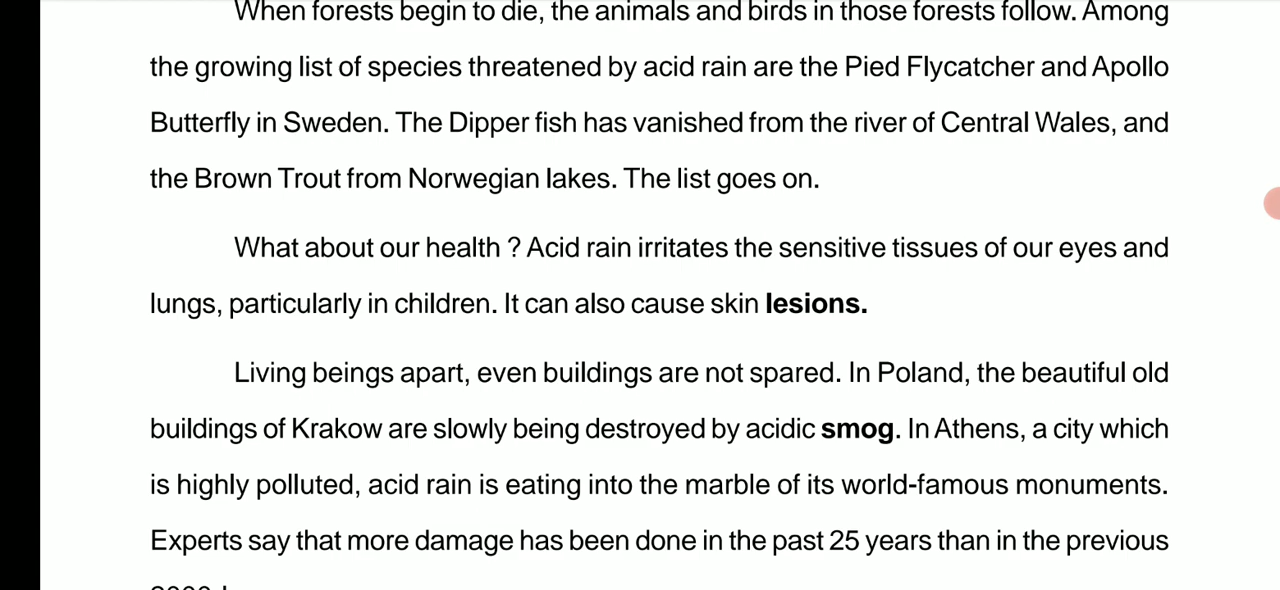 When forests begin to die, the animals and birds in those forests follow. Among
the growing list of species threatened by acid rain are the Pied Flycatcher and Apollo
Butterfly in Sweden. The Dipper fish has vanished from the river of Central Wales, and
the Brown Trout from Norwegian lakes. The list goes on.
What about our health ? Acid rain irritates the sensitive tissues of our eyes and
lungs, particularly in children. It can also cause skin lesions.
Living beings apart, even buildings are not spared. In Poland, the beautiful old
buildings of Krakow are slowly being destroyed by acidic smog. In Athens, a city which
is highly polluted, acid rain is eating into the marble of its world-famous monuments.
Experts say that more damage has been done in the past 25 years than in the previous